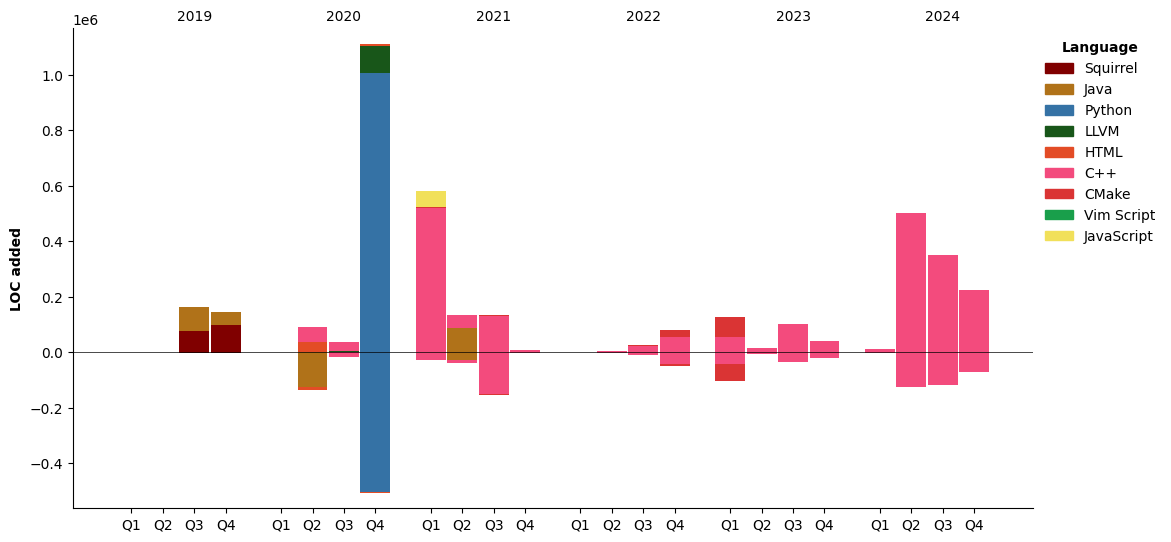 1e6
2019 2020 2021 2022 2023 2024
Language
Squirrel
Java
Python
LLVM
HTML
C++
CMake
Vim Script
JavaScript
LOC added
1.0
0.8
0.6
0.4
0.2
0.0
−0.2
−0.4
Q1 Q2 Q3 Q4 Q1 Q2 Q3 Q4 Q1 Q2 Q3 Q4 Q1 Q2 Q3 Q4 Q1 Q2 Q3 Q4 Q1 Q2 Q3 Q4